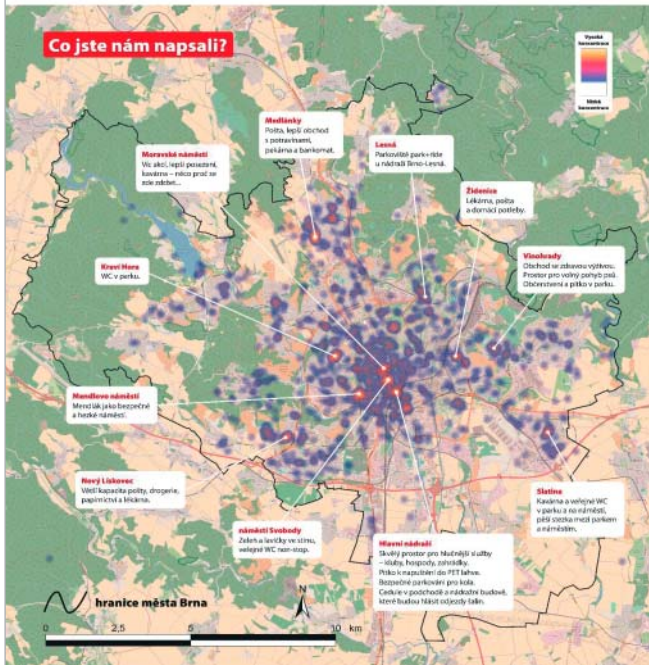 Co jste nám napsali?
Vysoká
koncentrace
Nízká
koncentrace
Medlánky
Pošta, lepší obchod
s potravinami,
pekárna a bankomat.
Lesná
Parkoviště park+ride
u nádraží Brno-Lesná.
Moravské náměstí
Víc akcí, lepší posezení,
kavárna – něco proč se
zde zdržet...
Židenice
Lékárna, pošta
a domácí potřeby.
Vinohrady
Obchod se zdravou výživou.
Prostor pro volný pohyb psů.
Občerstvení a pítko v parku.
Kraví Hora
WC v parku.
Mendlovo náměstí
Mendlák jako bezpečné
a hezké náměstí.
Nový Lískovec
Větší kapacita pošty, drogerie,
papírnictví a lékárna.
náměstí Svobody
Zeleň a lavičky ve stínu,
veřejné WC non-stop.
Hlavní nádraží
Skvělý prostor pro hlučnější služby
– kluby, hospody, zahrádky.
Pítko k napuštění do PET lahve.
Bezpečné parkování pro kola.
Cedule v podchodě a nádražní budově,
které budou hlásit odjezdy šalin.
Slatina
Kavárna a veřejné WC
v parku a na náměstí,
pěší stezka mezi parkem
a náměstím.
hranice města Brna
N
0 2,5 5 10 km